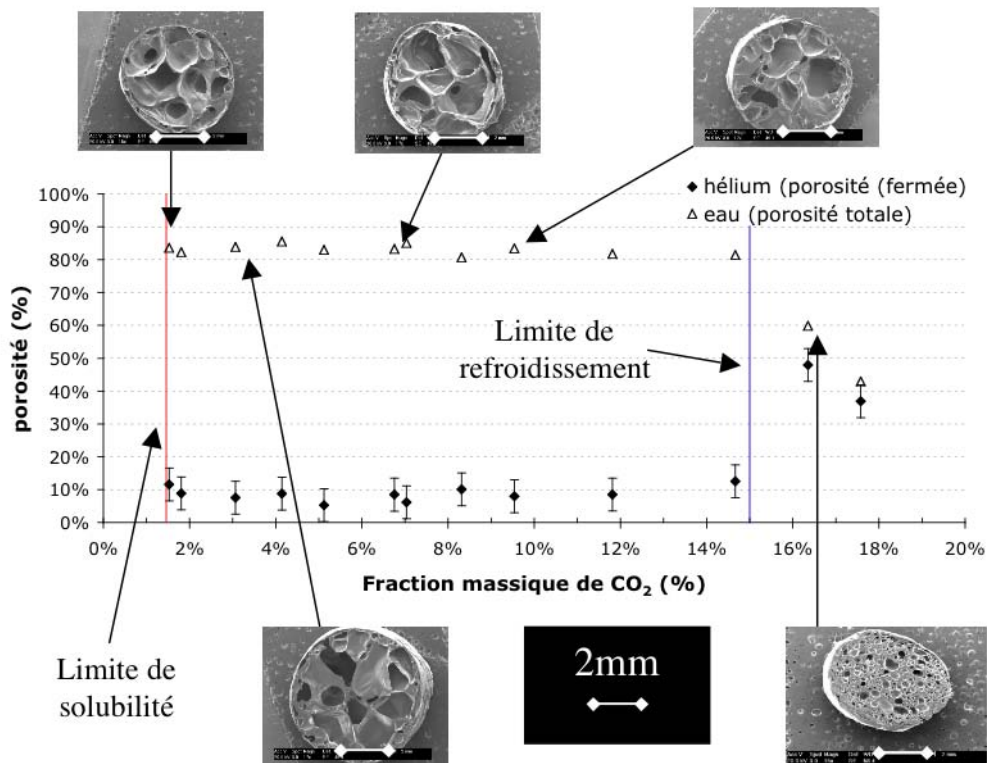 100%
90%
80%
70%
60%
50%
40%
30%
20%
10%
0%
porosité (%)
hélium (porosité (fermée)
eau (porosité totale)
Limite de
refroidissement
0% 2% 4% 6% 8% 10% 12% 14% 16% 18% 20%
Fraction massique de CO₂ (%)
Limite de
solubilité
2mm